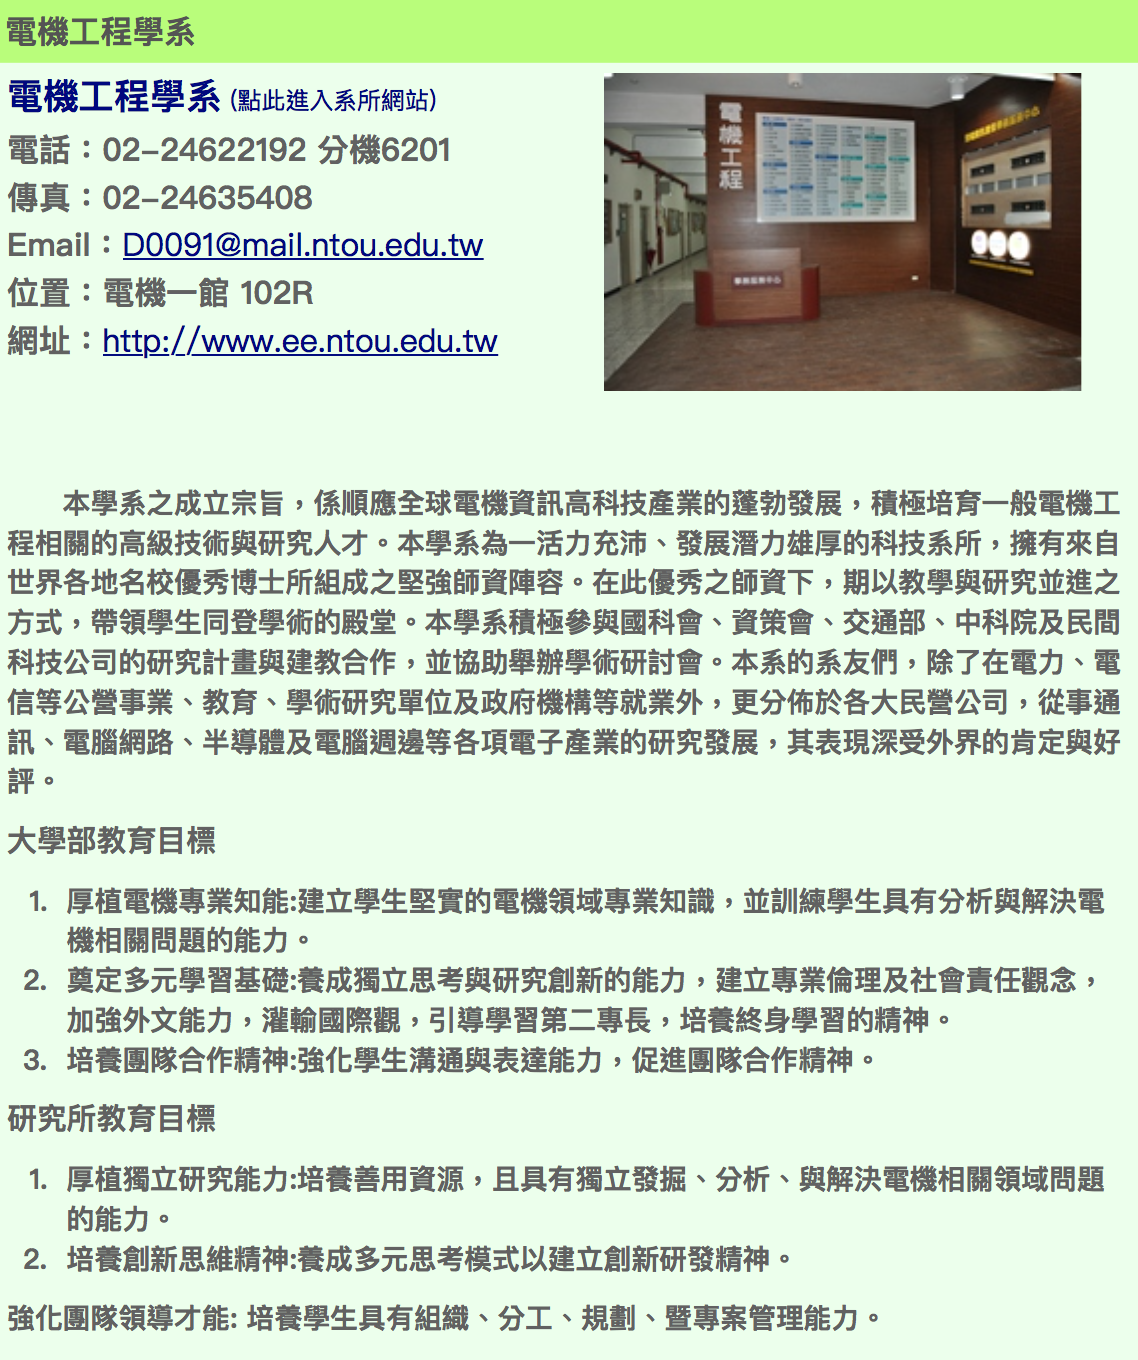 電機工程學系
電機工程學系 (點此進入系所網站)
電話：02-24622192 分機6201
傳真：02-24635408
Email：D0091@mail.ntou.edu.tw
位置：電機一館 102R
網址：http://www.ee.ntou.edu.tw
電機工程
本學系之成立宗旨，係順應全球電機資訊高科技產業的蓬勃發展，積極培育一般電機工
程相關的高級技術與研究人才。本學系為一活力充沛、發展潛力雄厚的科技系所，擁有來自
世界各地名校優秀博士所組成之堅強師資陣容。在此優秀之師資下，期以教學與研究並進之
方式，帶領學生同登學術的殿堂。本學系積極參與國科會、資策會、交通部、中科院及民間
科技公司的研究計畫與建教合作，並協助舉辦學術研討會。本系的系友們，除了在電力、電
信等公營事業、教育、學術研究單位及政府機構等就業外，更分佈於各大民營公司，從事通
訊、電腦網路、半導體及電腦週邊等各項電子產業的研究發展，其表現深受外界的肯定與好
評。
大學部教育目標
1. 厚植電機專業知能:建立學生堅實的電機領域專業知識，並訓練學生具有分析與解決電
機相關問題的能力。
2. 奠定多元學習基礎:養成獨立思考與研究創新的能力，建立專業倫理及社會責任觀念，
加強外文能力，灌輸國際觀，引導學習第二專長，培養終身學習的精神。
3. 培養團隊合作精神:強化學生溝通與表達能力，促進團隊合作精神。
研究所教育目標
1. 厚植獨立研究能力:培養善用資源，且具有獨立發掘、分析、與解決電機相關領域問題
的能力。
2. 培養創新思維精神:養成多元思考模式以建立創新研發精神。
強化團隊領導才能: 培養學生具有組織、分工、規劃、暨專案管理能力。